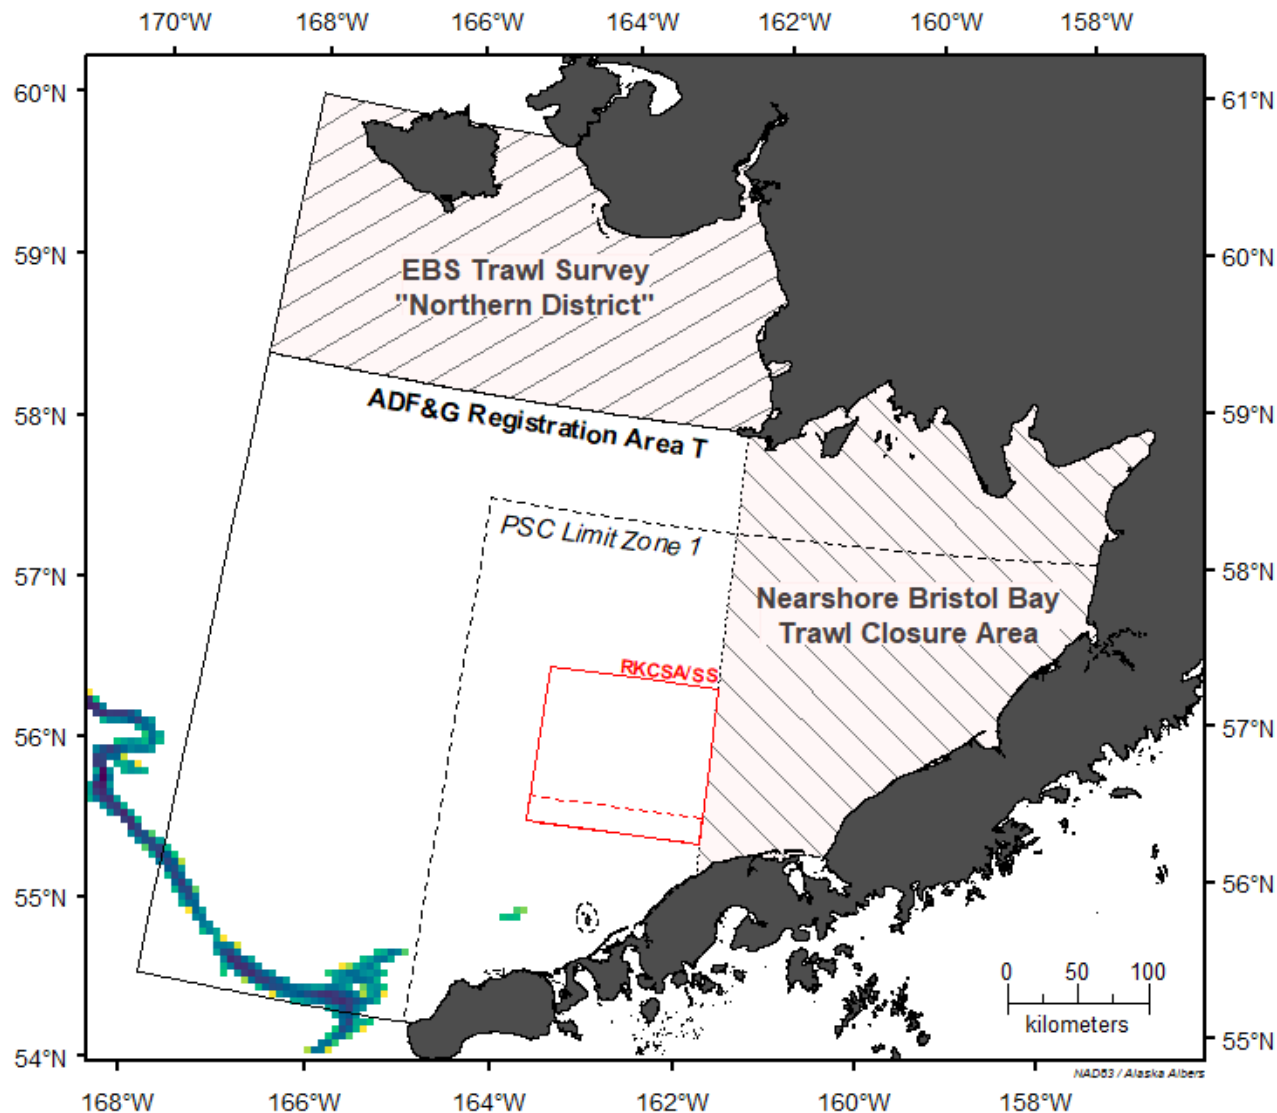 170°W 168°W 166°W 164°W 162°W 160°W 158°W
60°N 61°N
EBS Trawl Survey
"Northern District"
59°N 60°N
ADF&G Registration Area T
58°N 59°N
PSC Limit Zone 1
57°N 58°N
Nearshore Bristol Bay
Trawl Closure Area
RKCSA/SS
56°N 57°N
55°N 56°N
0 50 100
kilometers
54°N 55°N
NAD83 / Alaska Albers
168°W 166°W 164°W 162°W 160°W 158°W